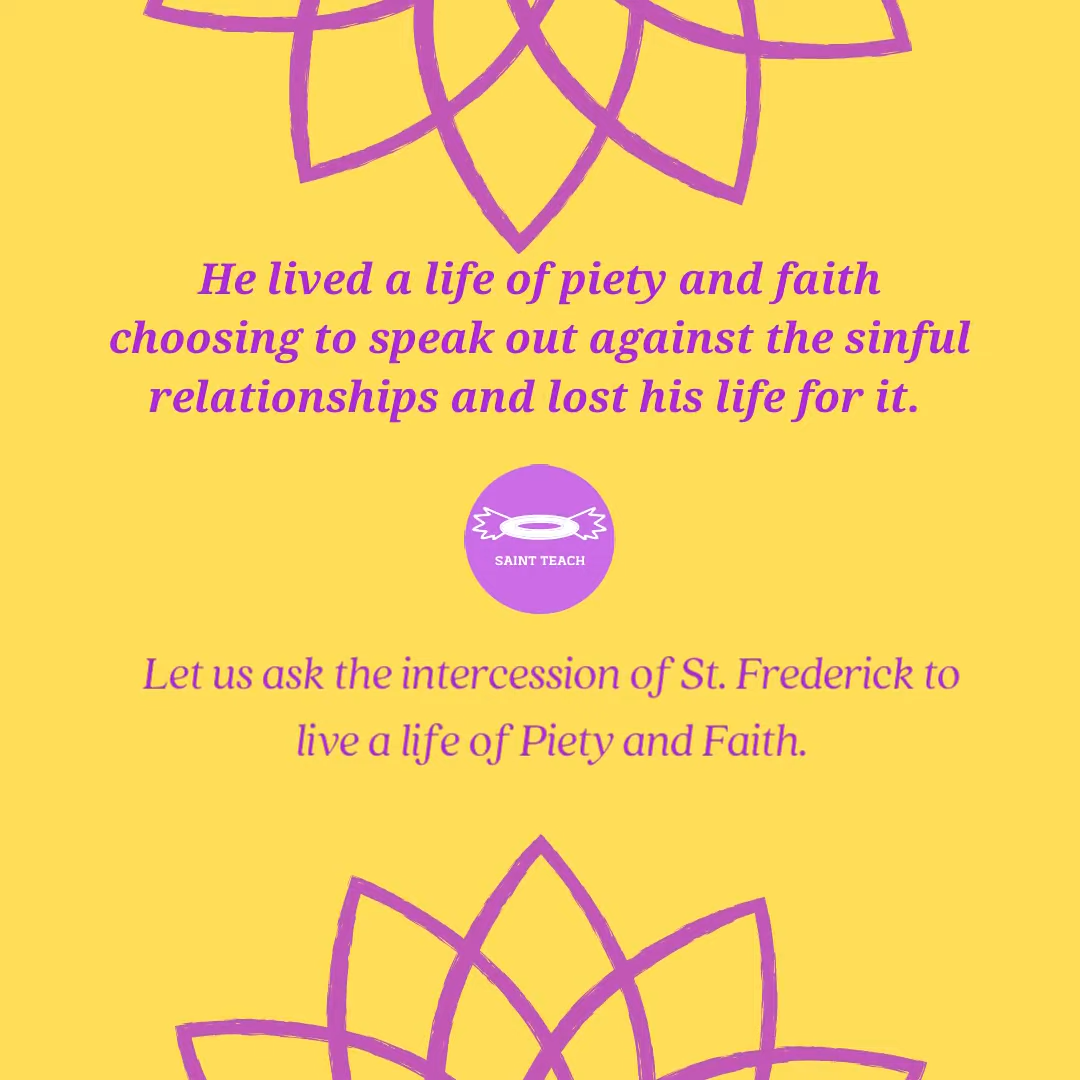 He lived a life of piety and faith
choosing to speak out against the sinful
relationships and lost his life for it.
SAINT TEACH
Let us ask the intercession of St. Frederick to
live a life of Piety and Faith.